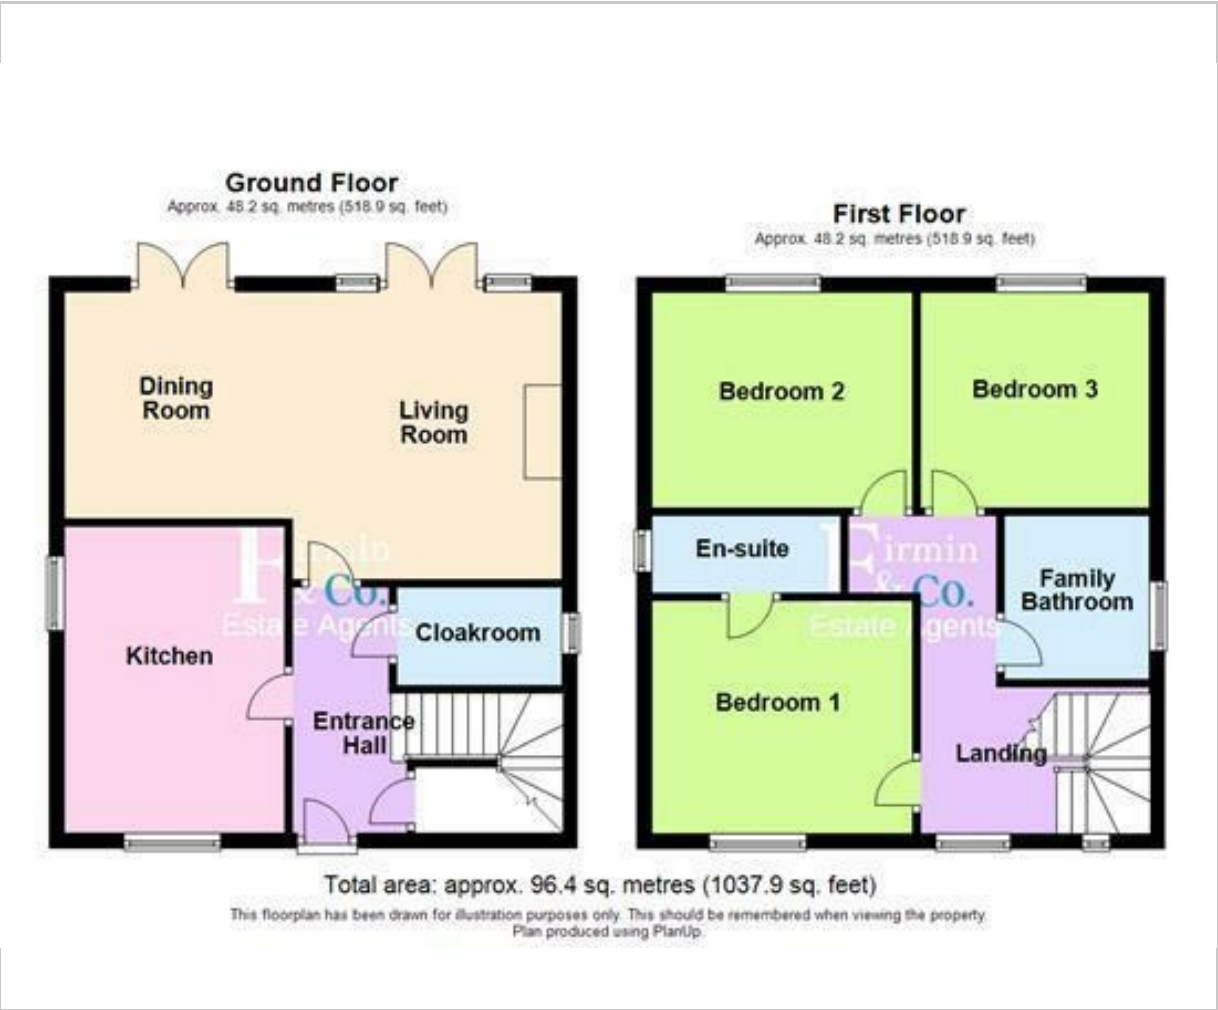 Ground Floor
Approx. 48.2 sq. metres (518.9 sq. feet)
Dining
Room
Living
Room
Kitchen
Cloakroom
Entrance
Hall
First Floor
Approx. 48.2 sq. metres (518.9 sq. feet)
Bedroom 2
Bedroom 3
En-suite
Family
Bathroom
Bedroom 1
Landing
Firmin
& Co.
Estate Agents
Firmin
& Co.
Estate Agents
Total area: approx. 96.4 sq. metres (1037.9 sq. feet)
This floorplan has been drawn for illustration purposes only. This should be remembered when viewing the property.
Plan produced using PlanUp.